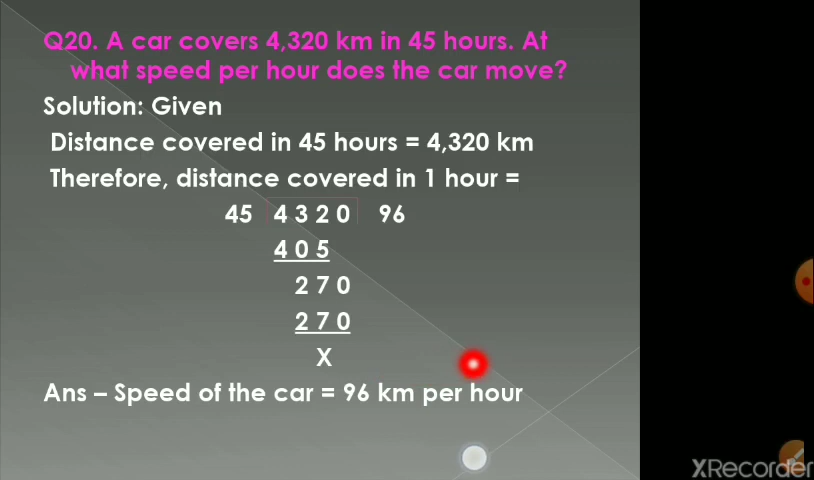 Q20. A car covers 4,320 km in 45 hours. At
what speed per hour does the car move?
Solution: Given
Distance covered in 45 hours = 4,320 km
Therefore, distance covered in 1 hour =
45 4 3 2 0 96
4 0 5
2 7 0
2 7 0
X
Ans – Speed of the car = 96 km per hour
XRecorder